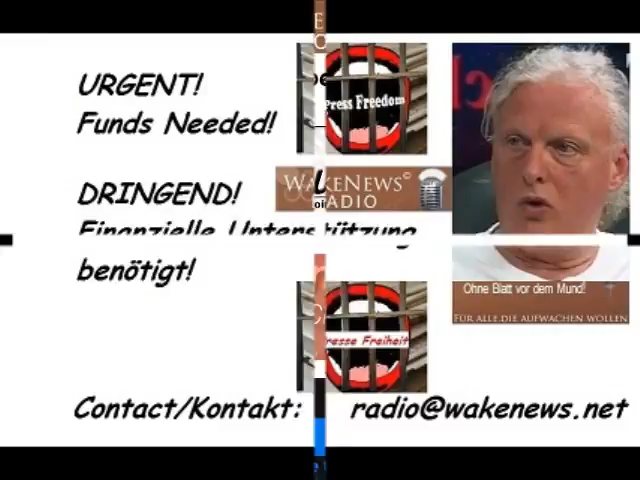 URGENT!
Funds Needed!
Press Freedom
WAKENEWS©
RADIO
DRINGEND!
Finanzielle Unterstützung
benötigt!
Ohne Blatt vor dem Mund!
FÜR ALLE, DIE AUFWACHEN WOLLEN
resse Freiheit
Contact/Kontakt: radio@wakenews.net